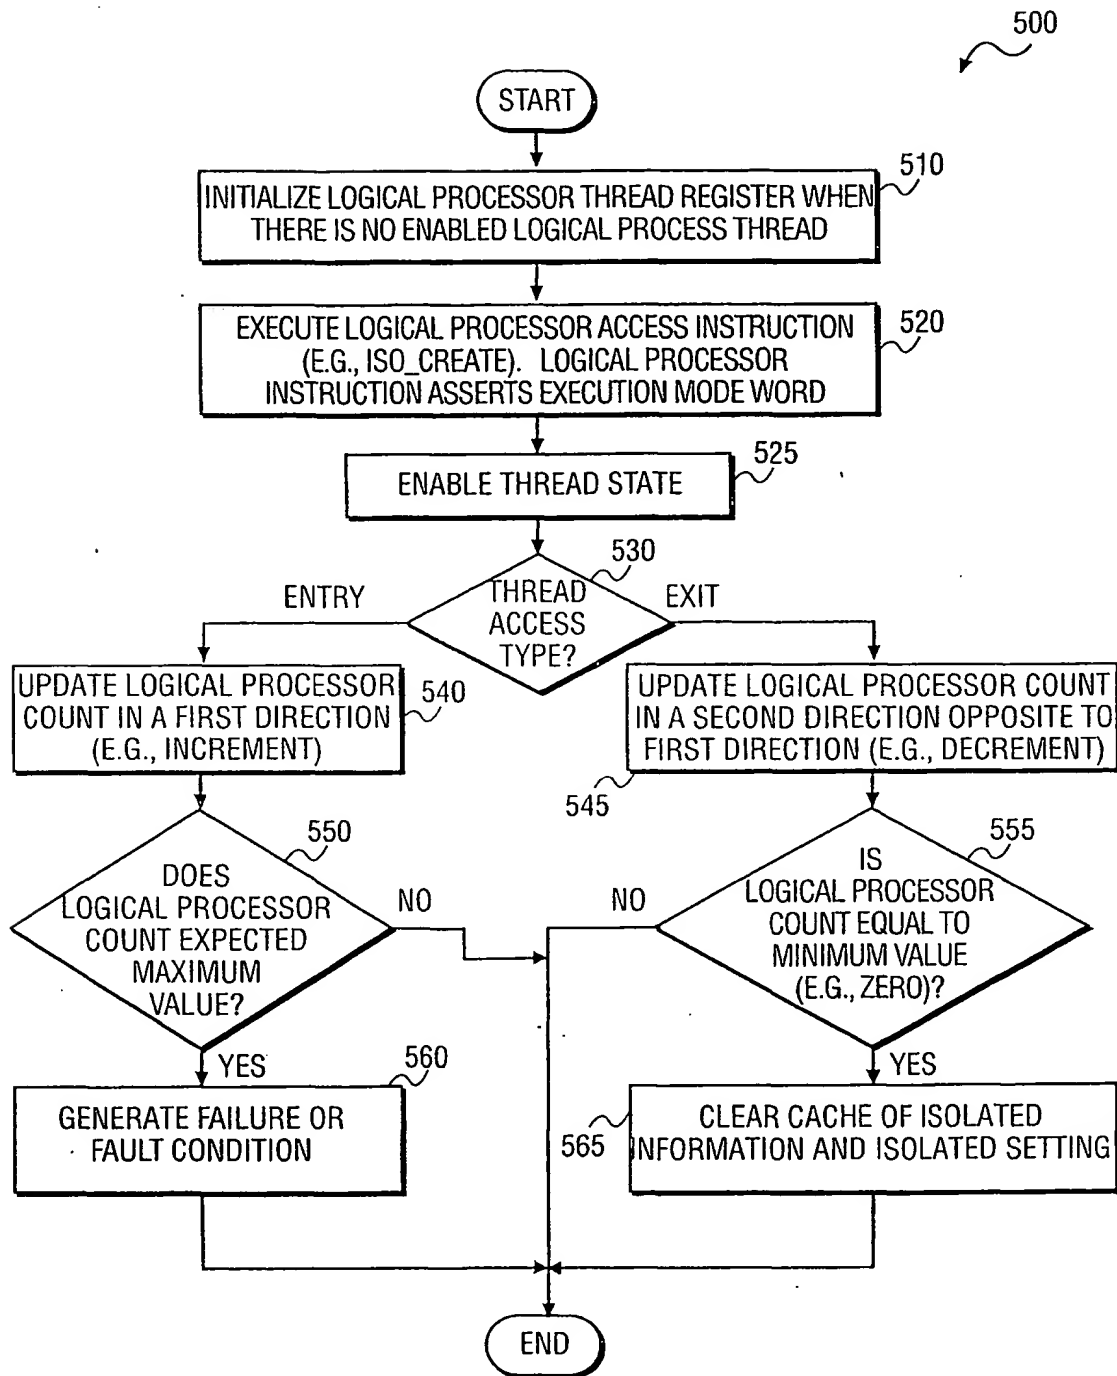 500
START
510
INITIALIZE LOGICAL PROCESSOR THREAD REGISTER WHEN
THERE IS NO ENABLED LOGICAL PROCESS THREAD
520
EXECUTE LOGICAL PROCESSOR ACCESS INSTRUCTION
(E.G., ISO_CREATE). LOGICAL PROCESSOR
INSTRUCTION ASSERTS EXECUTION MODE WORD
525
ENABLE THREAD STATE
530
THREAD
ACCESS
TYPE?
ENTRY
EXIT
UPDATE LOGICAL PROCESSOR
COUNT IN A FIRST DIRECTION
(E.G., INCREMENT)
540
UPDATE LOGICAL PROCESSOR COUNT
IN A SECOND DIRECTION OPPOSITE TO
FIRST DIRECTION (E.G., DECREMENT)
545
550
DOES
LOGICAL PROCESSOR
COUNT EXPECTED
MAXIMUM
VALUE?
NO
YES
555
IS
LOGICAL PROCESSOR
COUNT EQUAL TO
MINIMUM VALUE
(E.G., ZERO)?
NO
YES
560
GENERATE FAILURE OR
FAULT CONDITION
565
CLEAR CACHE OF ISOLATED
INFORMATION AND ISOLATED SETTING
END